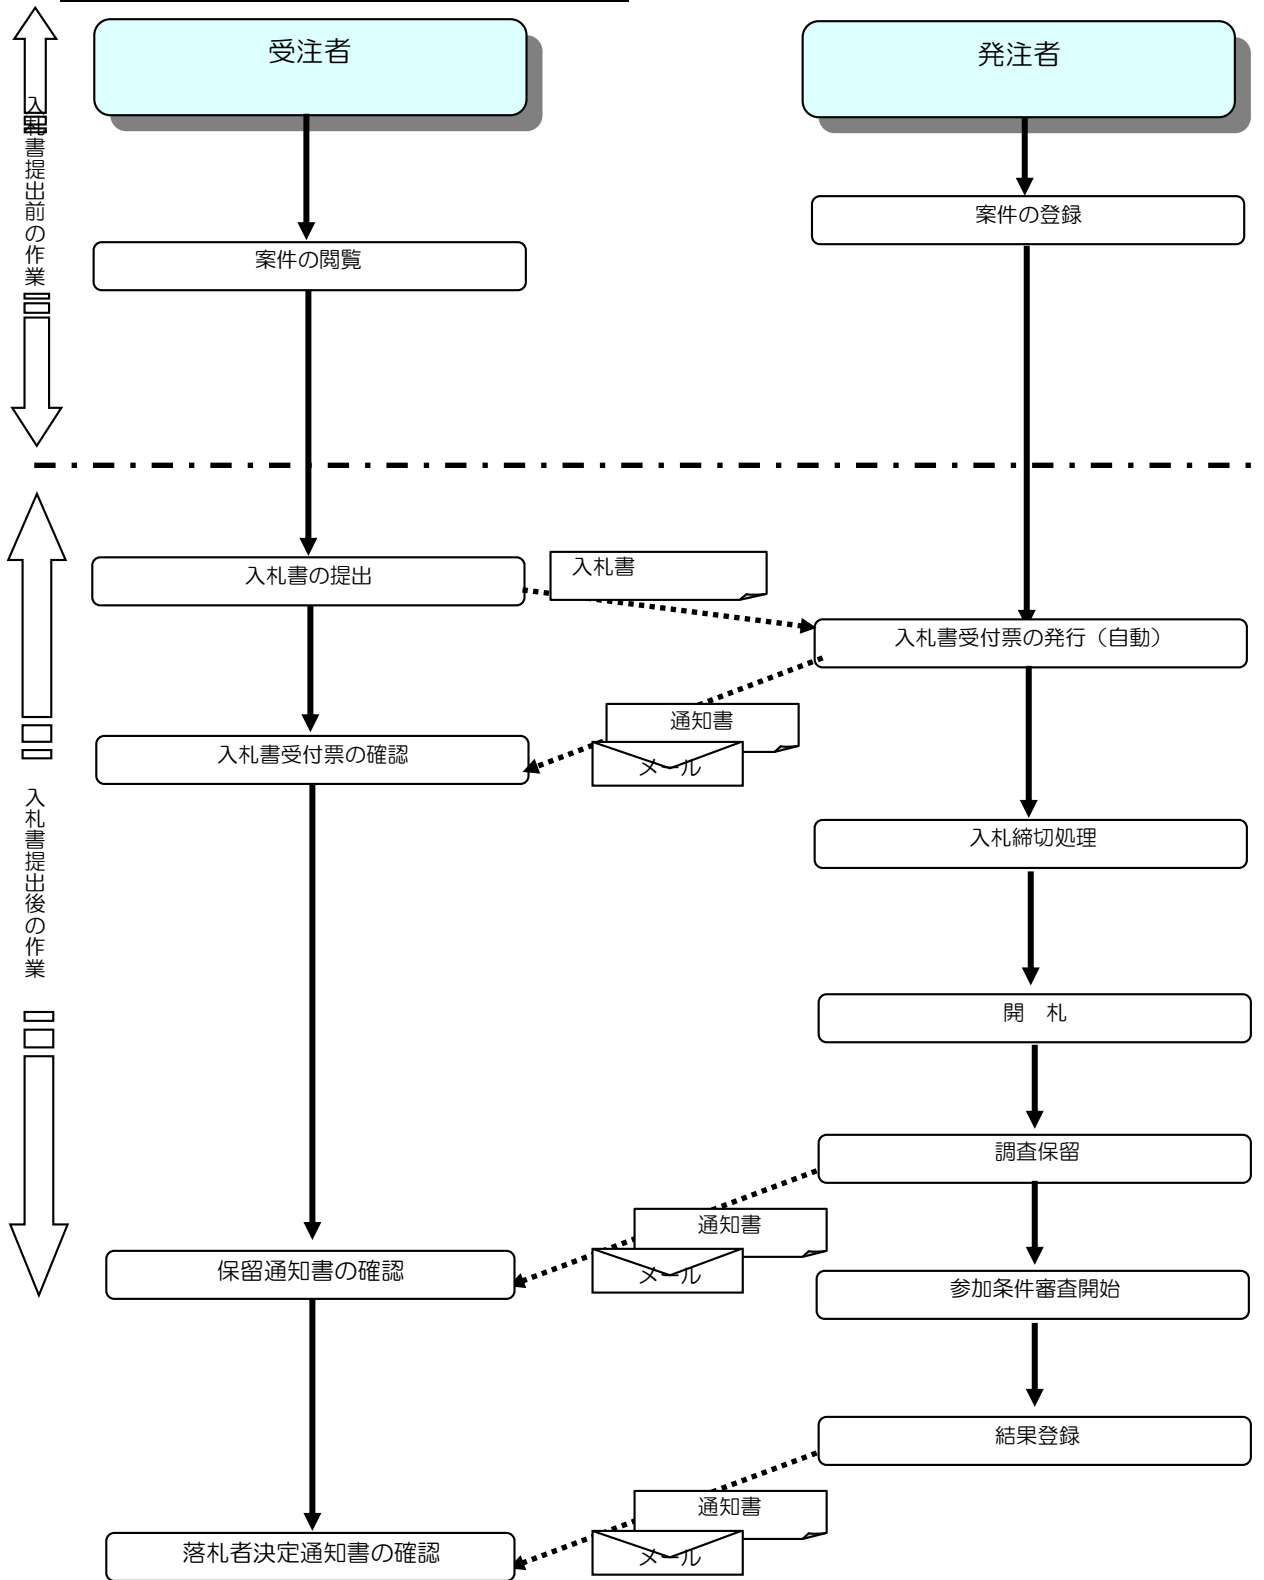 受注者
発注者
入札書提出前の作業
案件の登録
案件の閲覧
入札書の提出
入札書
入札書受付票の発行（自動）
通知書
メール
入札書受付票の確認
入札書提出後の作業
入札締切処理
開　札
調査保留
通知書
メール
保留通知書の確認
参加条件審査開始
結果登録
通知書
メール
落札者決定通知書の確認